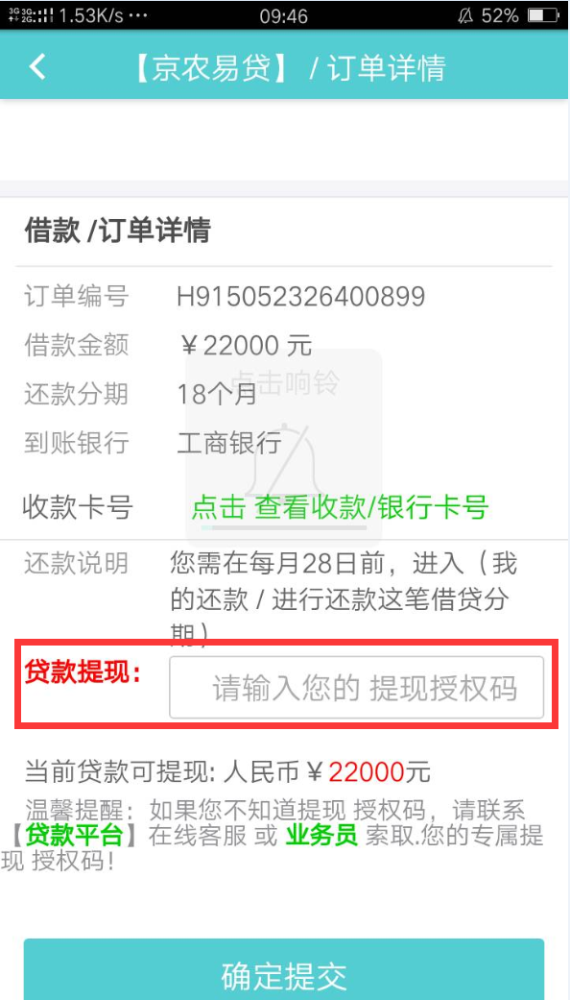 3G 3G 2G 1.53K/s ··· 09:46 52%
【京农易贷】 / 订单详情
借款 /订单详情
订单编号 H915052326400899
借款金额 ￥22000 元
点击响铃
还款分期 18个月
到账银行 工商银行
收款卡号 点击 查看收款/银行卡号
还款说明 您需在每月28日前，进入（我
的还款 / 进行还款这笔借贷分
期）
贷款提现： 请输入您的 提现授权码
当前贷款可提现: 人民币￥22000元
温馨提醒：如果您不知道提现 授权码，请联系
【贷款平台】在线客服 或 业务员 索取.您的专属提
现 授权码！
确定提交